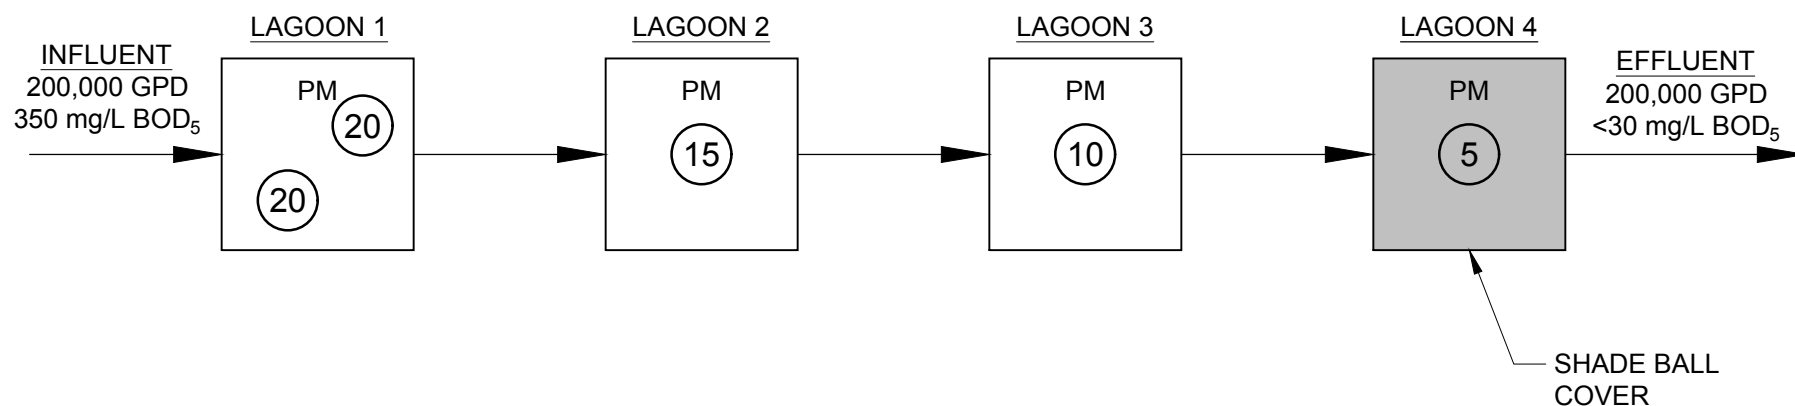 INFLUENT
200,000 GPD
350 mg/L BOD₅
LAGOON 1
PM
20
20
LAGOON 2
PM
15
LAGOON 3
PM
10
LAGOON 4
PM
5
EFFLUENT
200,000 GPD
<30 mg/L BOD₅
SHADE BALL
COVER